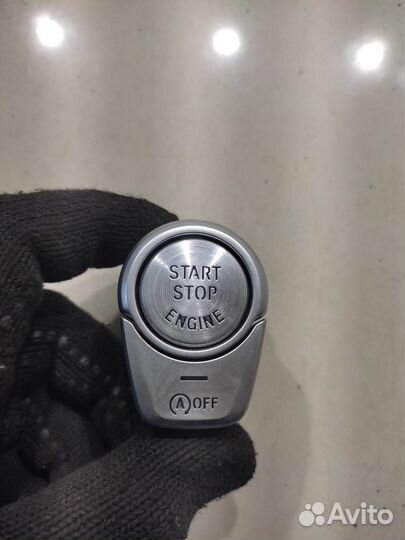 START
STOP
ENGINE
A OFF
Avito